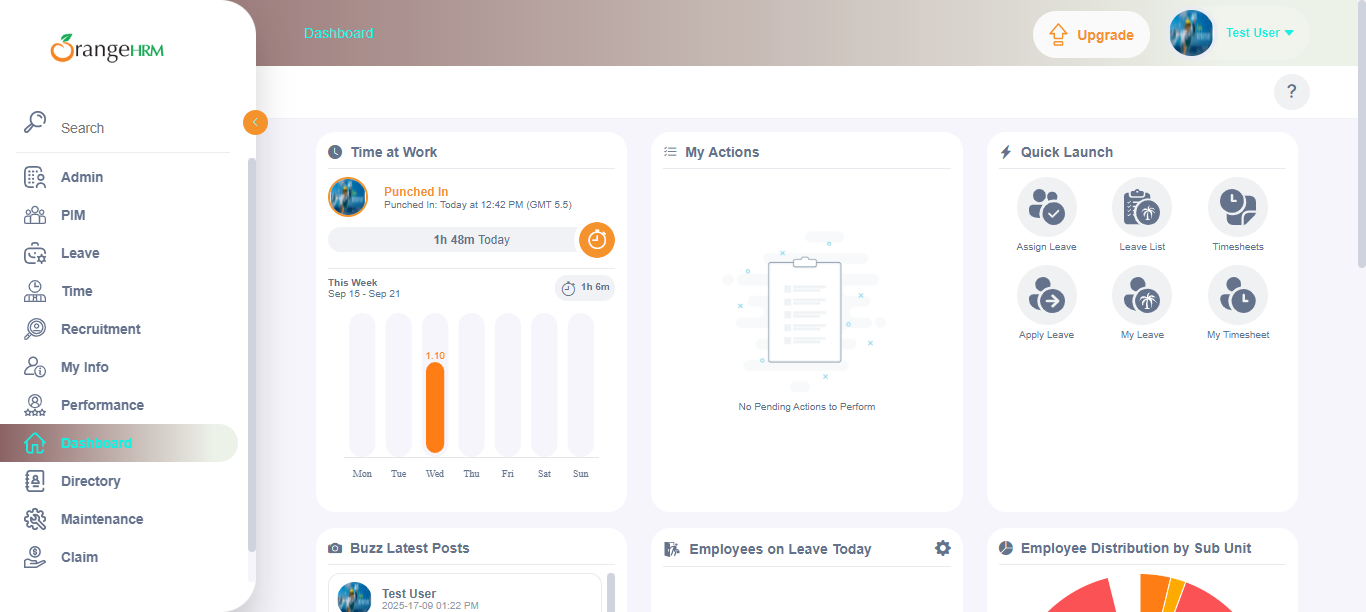 OrangeHRM
Search
Admin
PIM
Leave
Time
Recruitment
My Info
Performance
Dashboard
Directory
Maintenance
Claim
Dashboard
Upgrade
Test User
?
Time at Work
Punched In
Punched In: Today at 12:42 PM (GMT 5.5)
1h 48m Today
This Week
Sep 15 - Sep 21
1h 6m
1.10
Mon Tue Wed Thu Fri Sat Sun
My Actions
No Pending Actions to Perform
Quick Launch
Assign Leave
Leave List
Timesheets
Apply Leave
My Leave
My Timesheet
Buzz Latest Posts
Test User
2025-17-09 01:22 PM
Employees on Leave Today
Employee Distribution by Sub Unit